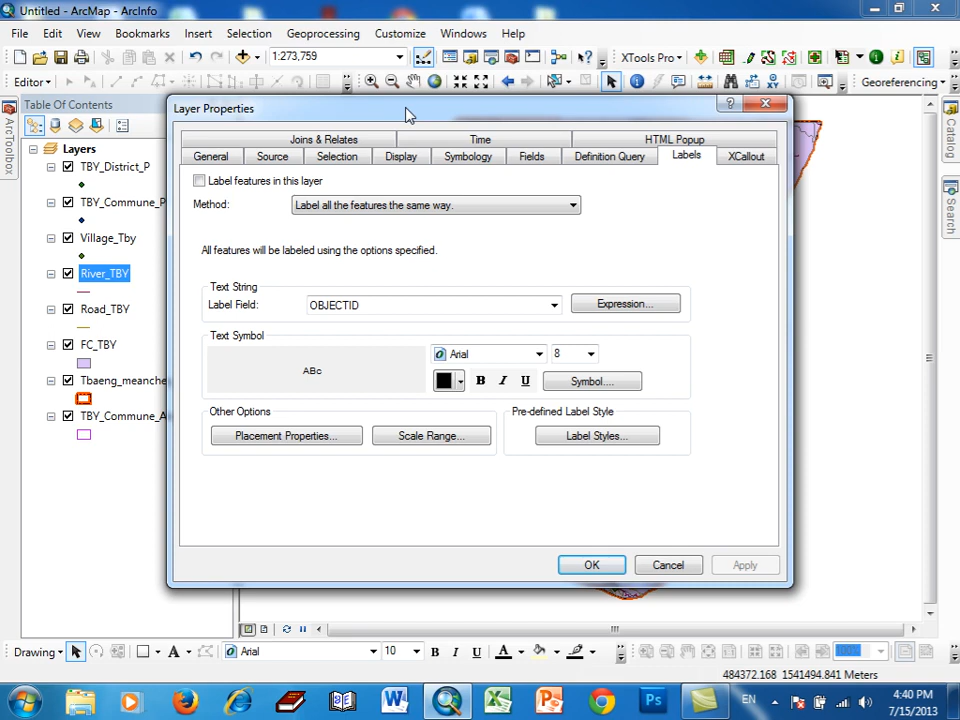 Untitled - ArcMap - ArcInfo
File Edit View Bookmarks Insert Selection Geoprocessing Customize Windows Help
1:273,759
XTools Pro
Editor
Georeferencing
Table Of Contents
ArcToolbox
Layers
TBY_District_P
TBY_Commune_P
Village_Tby
River_TBY
Road_TBY
FC_TBY
Tbaeng_meanche
TBY_Commune_A
Layer Properties
Joins & Relates Time HTML Popup
General Source Selection Display Symbology Fields Definition Query Labels XCallout
Label features in this layer
Method: Label all the features the same way.
All features will be labeled using the options specified.
Text String
Label Field: OBJECTID Expression...
Text Symbol
ABc
Arial 8
B I U Symbol....
Other Options
Placement Properties... Scale Range...
Pre-defined Label Style
Label Styles...
OK Cancel Apply
Catalog
Search
Drawing A Arial 10 B I U A
484372.168 1541494.841 Meters
EN
4:40 PM
7/15/2013